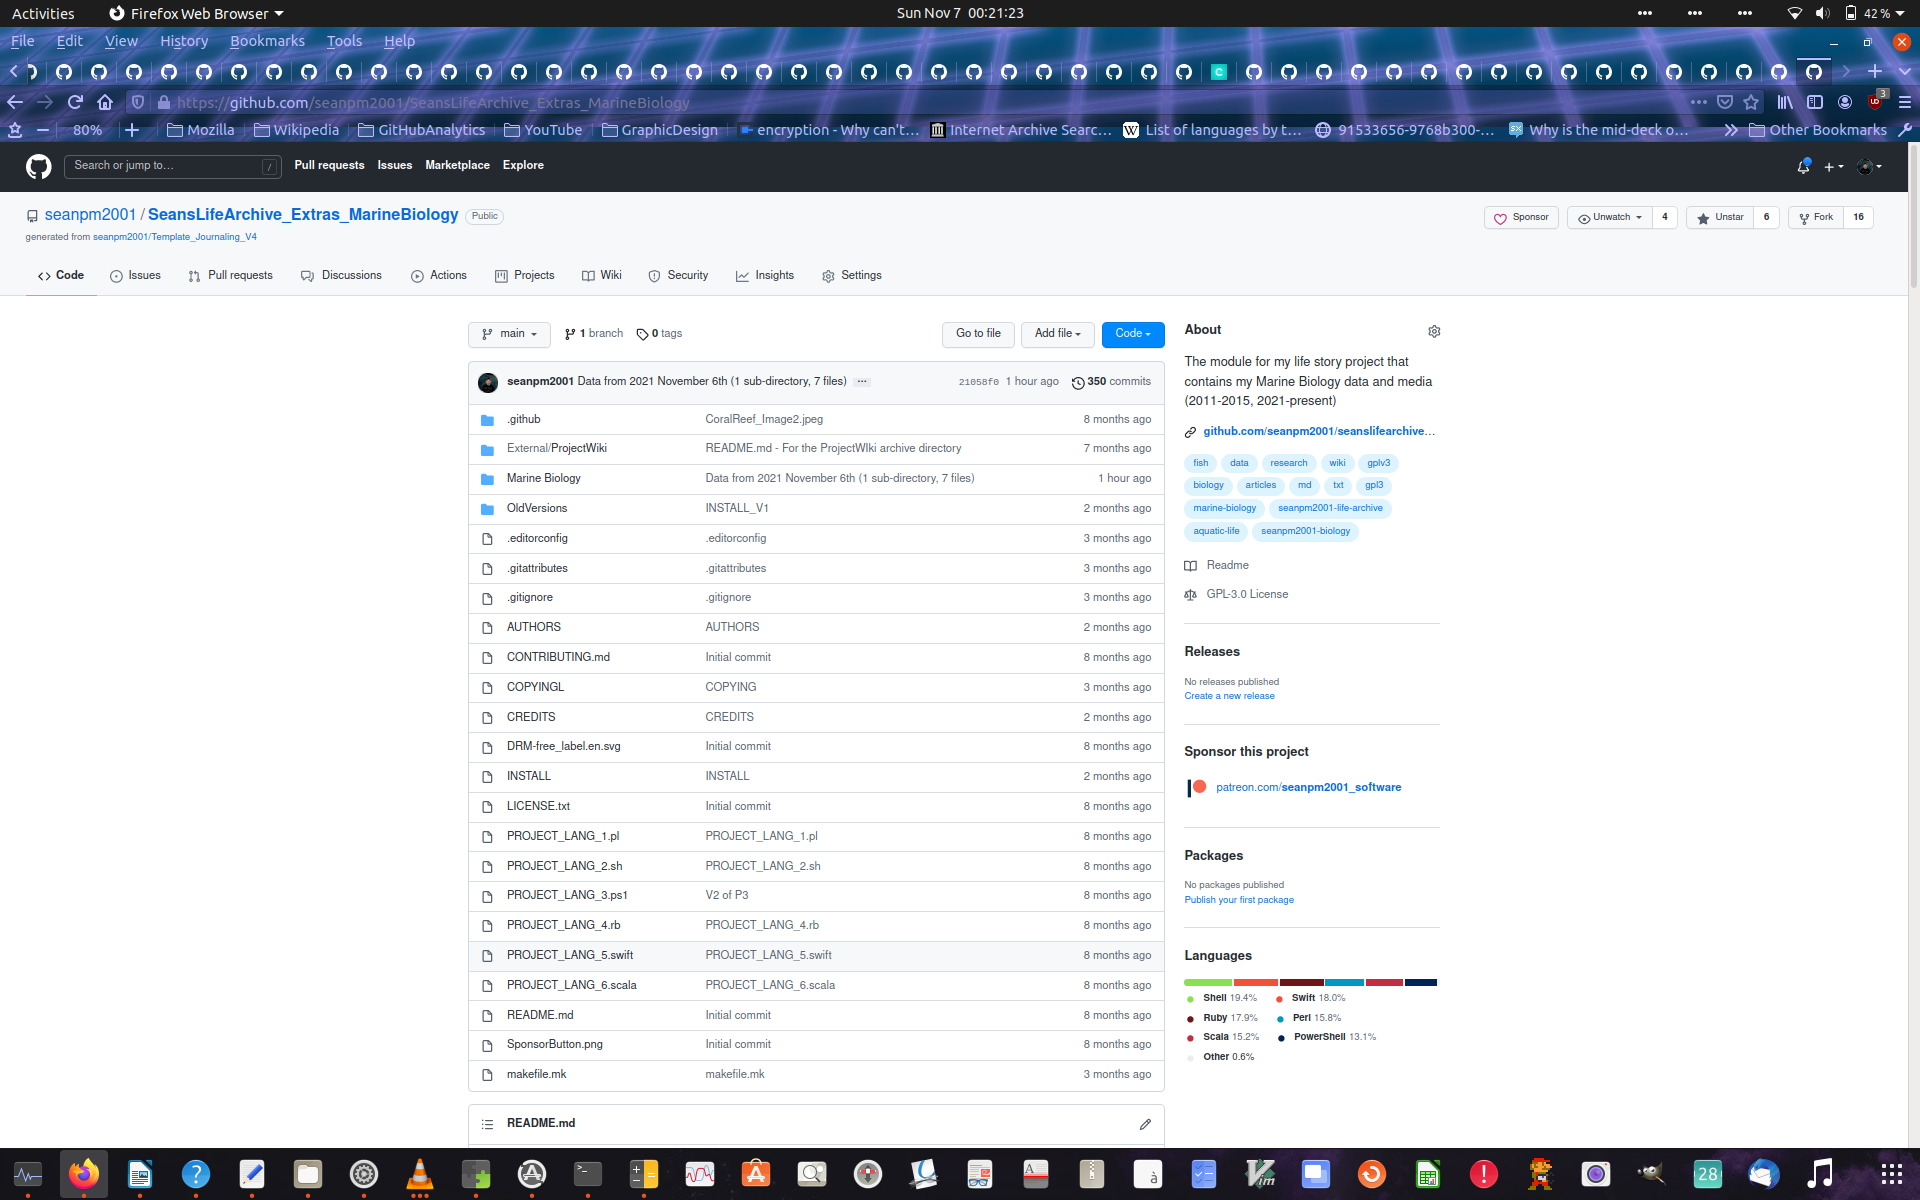 Activities Firefox Web Browser Sun Nov 7 00:21:23 42 %
File Edit View History Bookmarks Tools Help
https://github.com/seanpm2001/SeansLifeArchive_Extras_MarineBiology 3
80% Mozilla Wikipedia GitHubAnalytics YouTube GraphicDesign encryption - Why can't… Internet Archive Searc… List of languages by t… 91533656-9768b300-… Why is the mid-deck o… Other Bookmarks
Search or jump to… / Pull requests Issues Marketplace Explore
seanpm2001 / SeansLifeArchive_Extras_MarineBiology Public Sponsor Unwatch 4 Unstar 6 Fork 16
generated from seanpm2001/Template_Journaling_V4
Code Issues Pull requests Discussions Actions Projects Wiki Security Insights Settings
main 1 branch 0 tags Go to file Add file Code
seanpm2001 Data from 2021 November 6th (1 sub-directory, 7 files) ... 21058f0 1 hour ago 350 commits
.github CoralReef_Image2.jpeg 8 months ago
External/ProjectWiki README.md - For the ProjectWIki archive directory 7 months ago
Marine Biology Data from 2021 November 6th (1 sub-directory, 7 files) 1 hour ago
OldVersions INSTALL_V1 2 months ago
.editorconfig .editorconfig 3 months ago
.gitattributes .gitattributes 3 months ago
.gitignore .gitignore 3 months ago
AUTHORS AUTHORS 2 months ago
CONTRIBUTING.md Initial commit 8 months ago
COPYINGL COPYING 3 months ago
CREDITS CREDITS 2 months ago
DRM-free_label.en.svg Initial commit 8 months ago
INSTALL INSTALL 2 months ago
LICENSE.txt Initial commit 8 months ago
PROJECT_LANG_1.pl PROJECT_LANG_1.pl 8 months ago
PROJECT_LANG_2.sh PROJECT_LANG_2.sh 8 months ago
PROJECT_LANG_3.ps1 V2 of P3 8 months ago
PROJECT_LANG_4.rb PROJECT_LANG_4.rb 8 months ago
PROJECT_LANG_5.swift PROJECT_LANG_5.swift 8 months ago
PROJECT_LANG_6.scala PROJECT_LANG_6.scala 8 months ago
README.md Initial commit 8 months ago
SponsorButton.png Initial commit 8 months ago
makefile.mk makefile.mk 3 months ago
README.md
About
The module for my life story project that
contains my Marine Biology data and media
(2011-2015, 2021-present)
github.com/seanpm2001/seanslifearchive…
fish data research wiki gplv3
biology articles md txt gpl3
marine-biology seanpm2001-life-archive
aquatic-life seanpm2001-biology
Readme
GPL-3.0 License
Releases
No releases published
Create a new release
Sponsor this project
patreon.com/seanpm2001_software
Packages
No packages published
Publish your first package
Languages
Shell 19.4% Swift 18.0%
Ruby 17.9% Perl 15.8%
Scala 15.2% PowerShell 13.1%
Other 0.6%
28